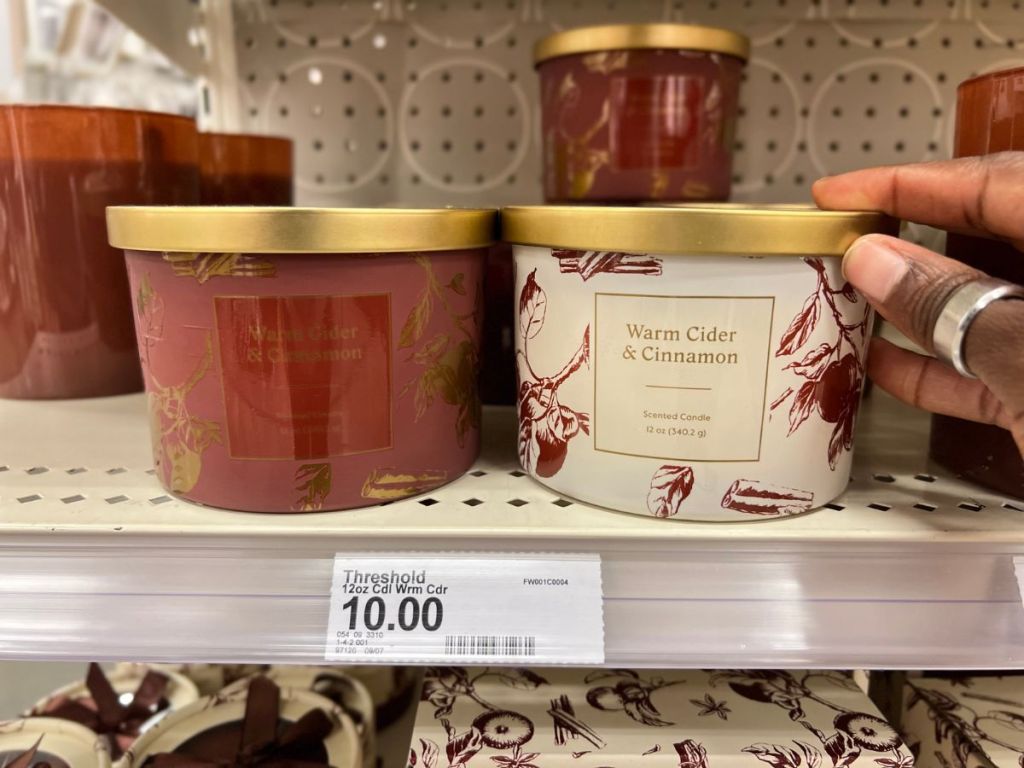 Warm Cider
& Cinnamon
Warm Cider
& Cinnamon
Scented Candle
12 oz (340.2 g)
Threshold
12oz Cdl Wrm Cdr
FW001C0004
10.00
054 09 3310
1-4-2 001
97120 09/07